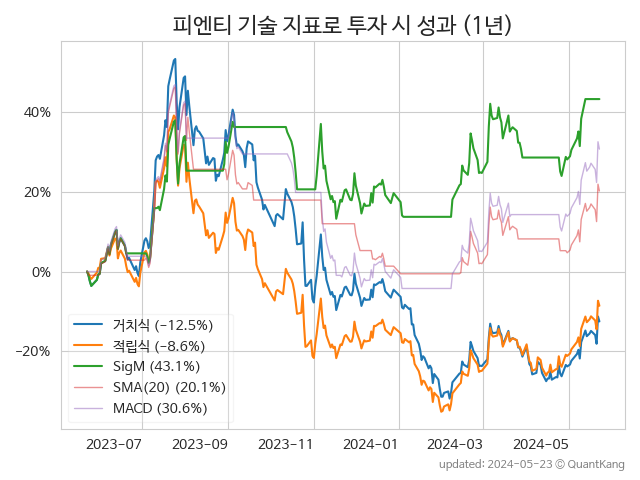 피엔티 기술 지표로 투자 시 성과 (1년)
40%
20%
0%
−20%
거치식 (−12.5%)
적립식 (−8.6%)
SigM (43.1%)
SMA(20) (20.1%)
MACD (30.6%)
2023-07 2023-09 2023-11 2024-01 2024-03 2024-05
updated: 2024-05-23 © QuantKang